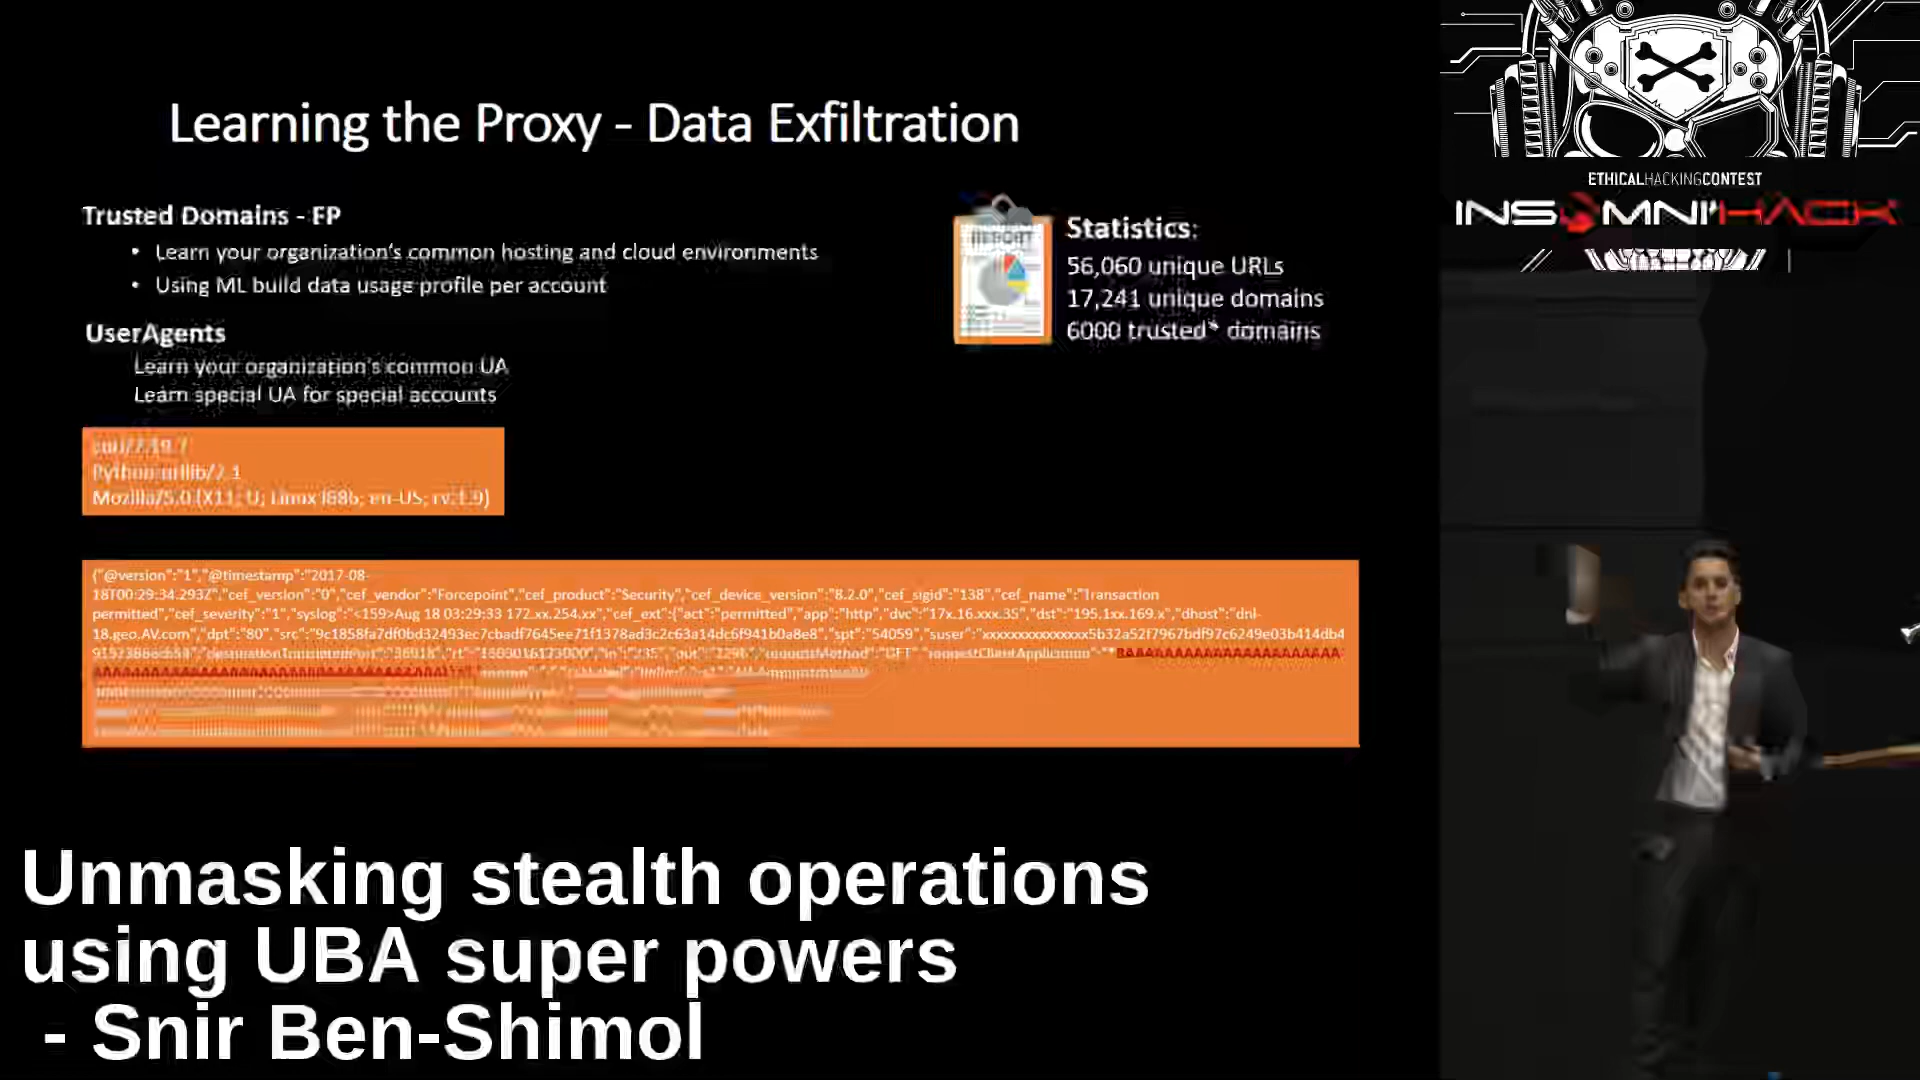 Learning the Proxy - Data Exfiltration
Trusted Domains - FP
• Learn your organization's common hosting and cloud environments
• Using ML build data usage profile per account
UserAgents
Learn your organization's common UA
Learn special UA for special accounts
REPORT
Statistics:
56,060 unique URLs
17,241 unique domains
6000 trusted* domains
Mozilla/5.0 (X11; U; Linux i686; en-US; rv:1.9)
{"@version":"1","@timestamp":"2017-08-
18T00:29:34.293Z","cef_version":"0","cef_vendor":"Forcepoint","cef_product":"Security","cef_device_version":"8.2.0","cef_sigid":"138","cef_name":"Transaction
permitted","cef_severity":"1","syslog":"<159>Aug 18 03:29:33 172.xx.254.xx","cef_ext":{"act":"permitted","app":"http","dvc":"17x.16.xxx.35","dst":"195.1xx.169.x","dhost":"dnl-
18.geo.AV.com","dpt":"80","src":"9c1858fa7df0bd32493ec7cbadf7645ee71f1378ad3c2c63a14dc6f941b0a8e8","spt":"54059","suser":"xxxxxxxxxxxxxxx5b32a52f7967bdf97c6249e03b414db4
ETHICALHACKINGCONTEST
INSOMNI'HACK
Unmasking stealth operations
using UBA super powers
- Snir Ben-Shimol